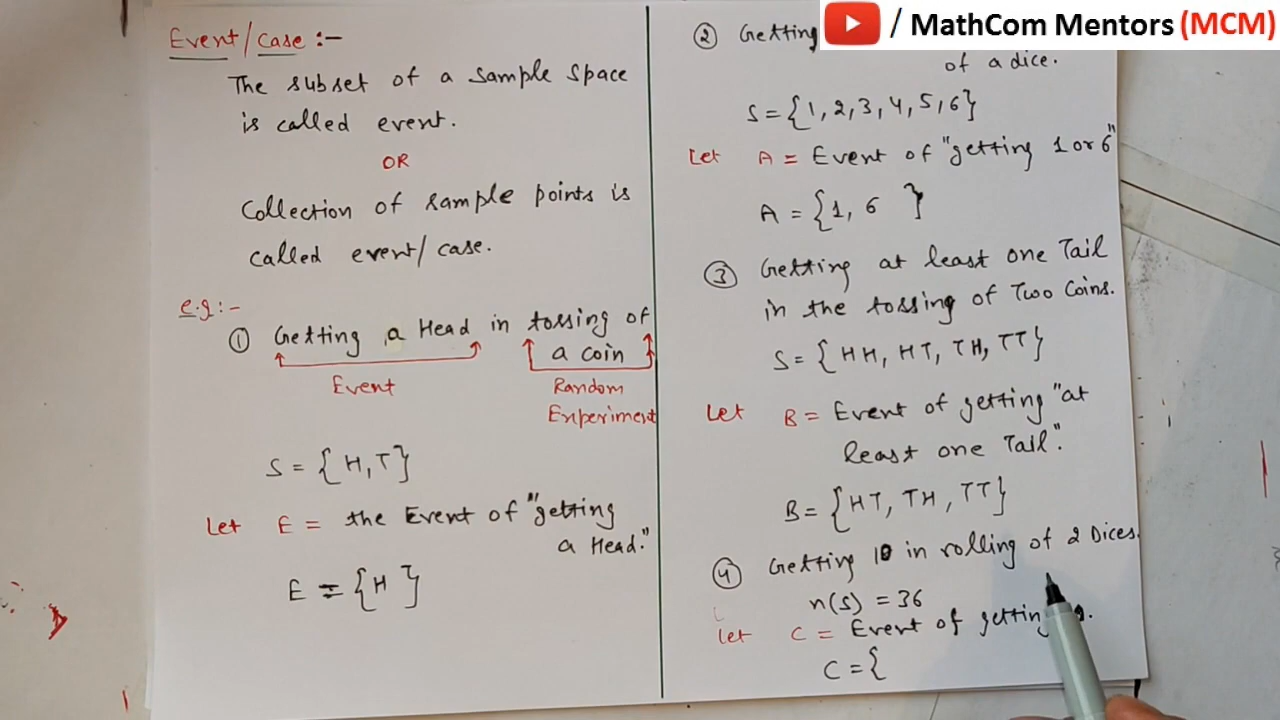 / MathCom Mentors (MCM)
Event/case :-
The subset of a sample space
is called event.
OR
Collection of sample points is
called event/case.
e.g:-
① Getting a Head in tossing of
a coin
Event
Random
Experiment
S = {H,T}
Let E = the Event of "getting
a Head."
E = {H }
② Getting
of a dice.
S = {1,2,3,4,5,6}
Let A = Event of "getting 1 or 6"
A = {1, 6 }
③ Getting at least one Tail
in the tossing of Two Coins.
S = { HH, HT, TH, TT}
Let B = Event of getting "at
least one Tail".
B = {HT, TH, TT}
④ Getting 10 in rolling of 2 Dices.
n(s) = 36
Let C = Event of getting
C = {